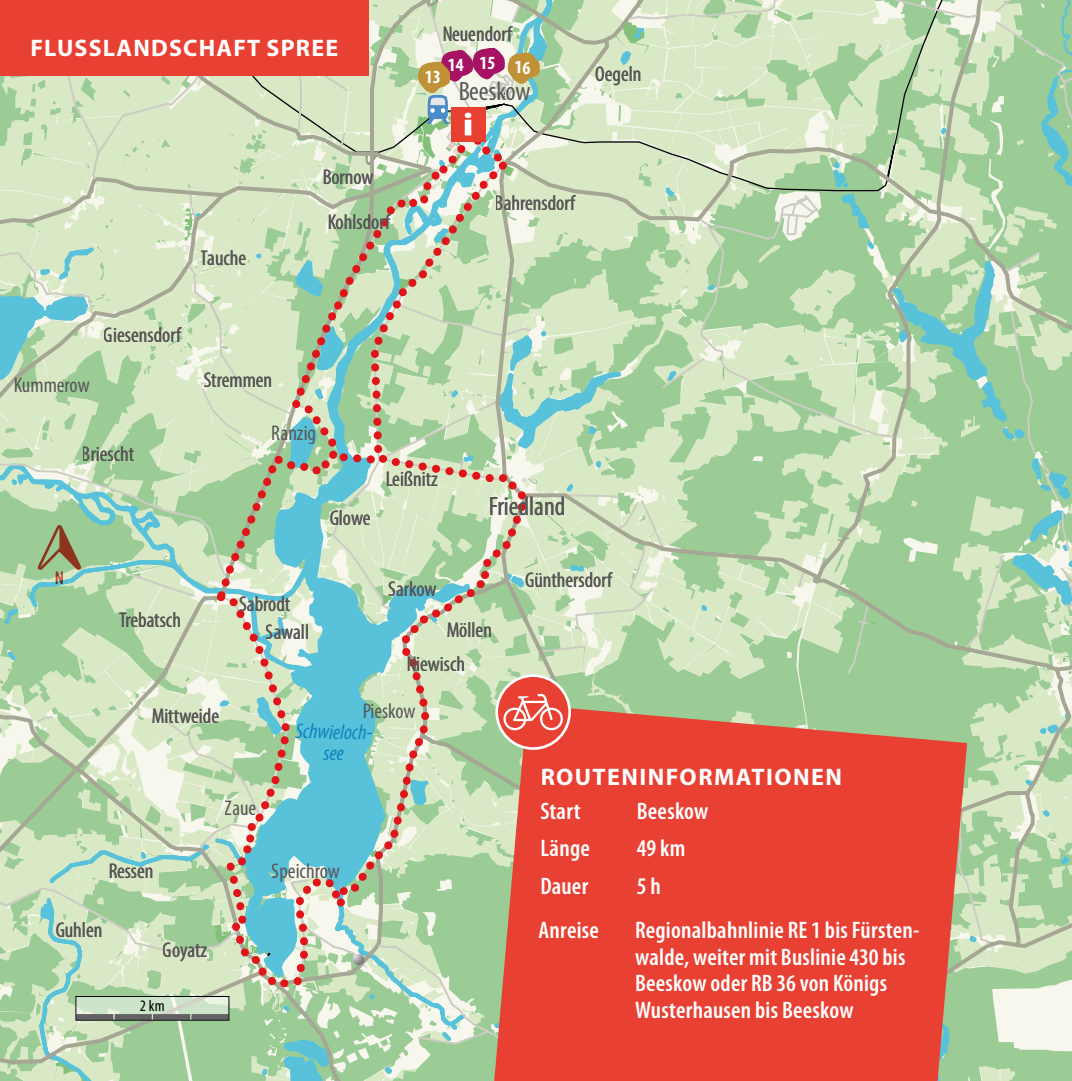 FLUSSLANDSCHAFT SPREE
Neuendorf
13
14
15
16
Oegeln
Beeskow
i
Bornow
Bahrensdorf
Kohlsdorf
Tauche
Giesensdorf
Stremmen
Kummerow
Ranzig
Briescht
Leißnitz
Friedland
Glowe
N
Günthersdorf
Sarkow
Sabrodt
Trebatsch
Sawall
Möllen
Niewisch
Mittweide
Pieskow
Schwieloch-
see
Zaue
Ressen
Speichrow
Guhlen
Goyatz
2 km
ROUTENINFORMATIONEN
Start Beeskow
Länge 49 km
Dauer 5 h
Anreise Regionalbahnlinie RE 1 bis Fürsten-
walde, weiter mit Buslinie 430 bis
Beeskow oder RB 36 von Königs
Wusterhausen bis Beeskow